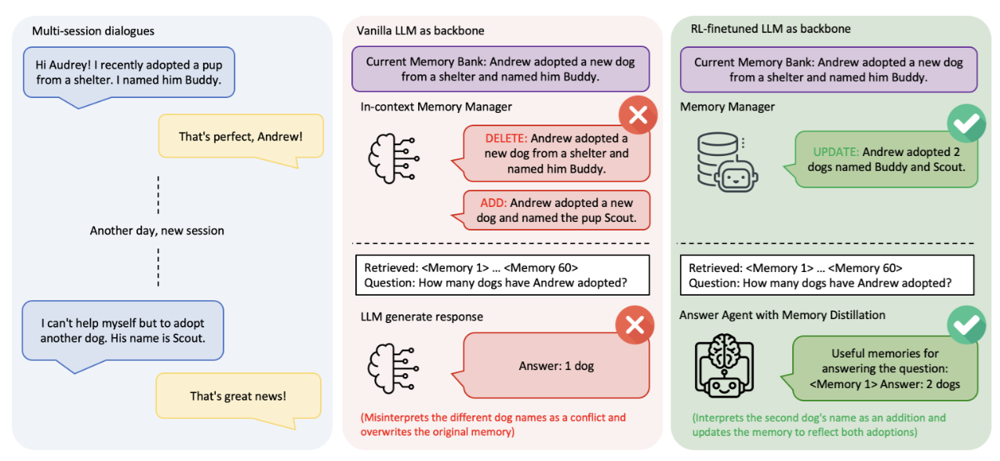 Multi-session dialogues
Hi Audrey! I recently adopted a pup
from a shelter. I named him Buddy.
That's perfect, Andrew!
Another day, new session
I can't help myself but to adopt
another dog. His name is Scout.
That's great news!
Vanilla LLM as backbone
Current Memory Bank: Andrew adopted a new dog
from a shelter and named him Buddy.
In-context Memory Manager
DELETE: Andrew adopted a
new dog from a shelter and
named him Buddy.
ADD: Andrew adopted a new
dog and named the pup Scout.
Retrieved: <Memory 1> … <Memory 60>
Question: How many dogs have Andrew adopted?
LLM generate response
Answer: 1 dog
(Misinterprets the different dog names as a conflict and
overwrites the original memory)
RL-finetuned LLM as backbone
Current Memory Bank: Andrew adopted a new dog
from a shelter and named him Buddy.
Memory Manager
UPDATE: Andrew adopted 2
dogs named Buddy and Scout.
Retrieved: <Memory 1> … <Memory 60>
Question: How many dogs have Andrew adopted?
Answer Agent with Memory Distillation
Useful memories for
answering the question:
<Memory 1> Answer: 2 dogs
(Interprets the second dog's name as an addition and
updates the memory to reflect both adoptions)